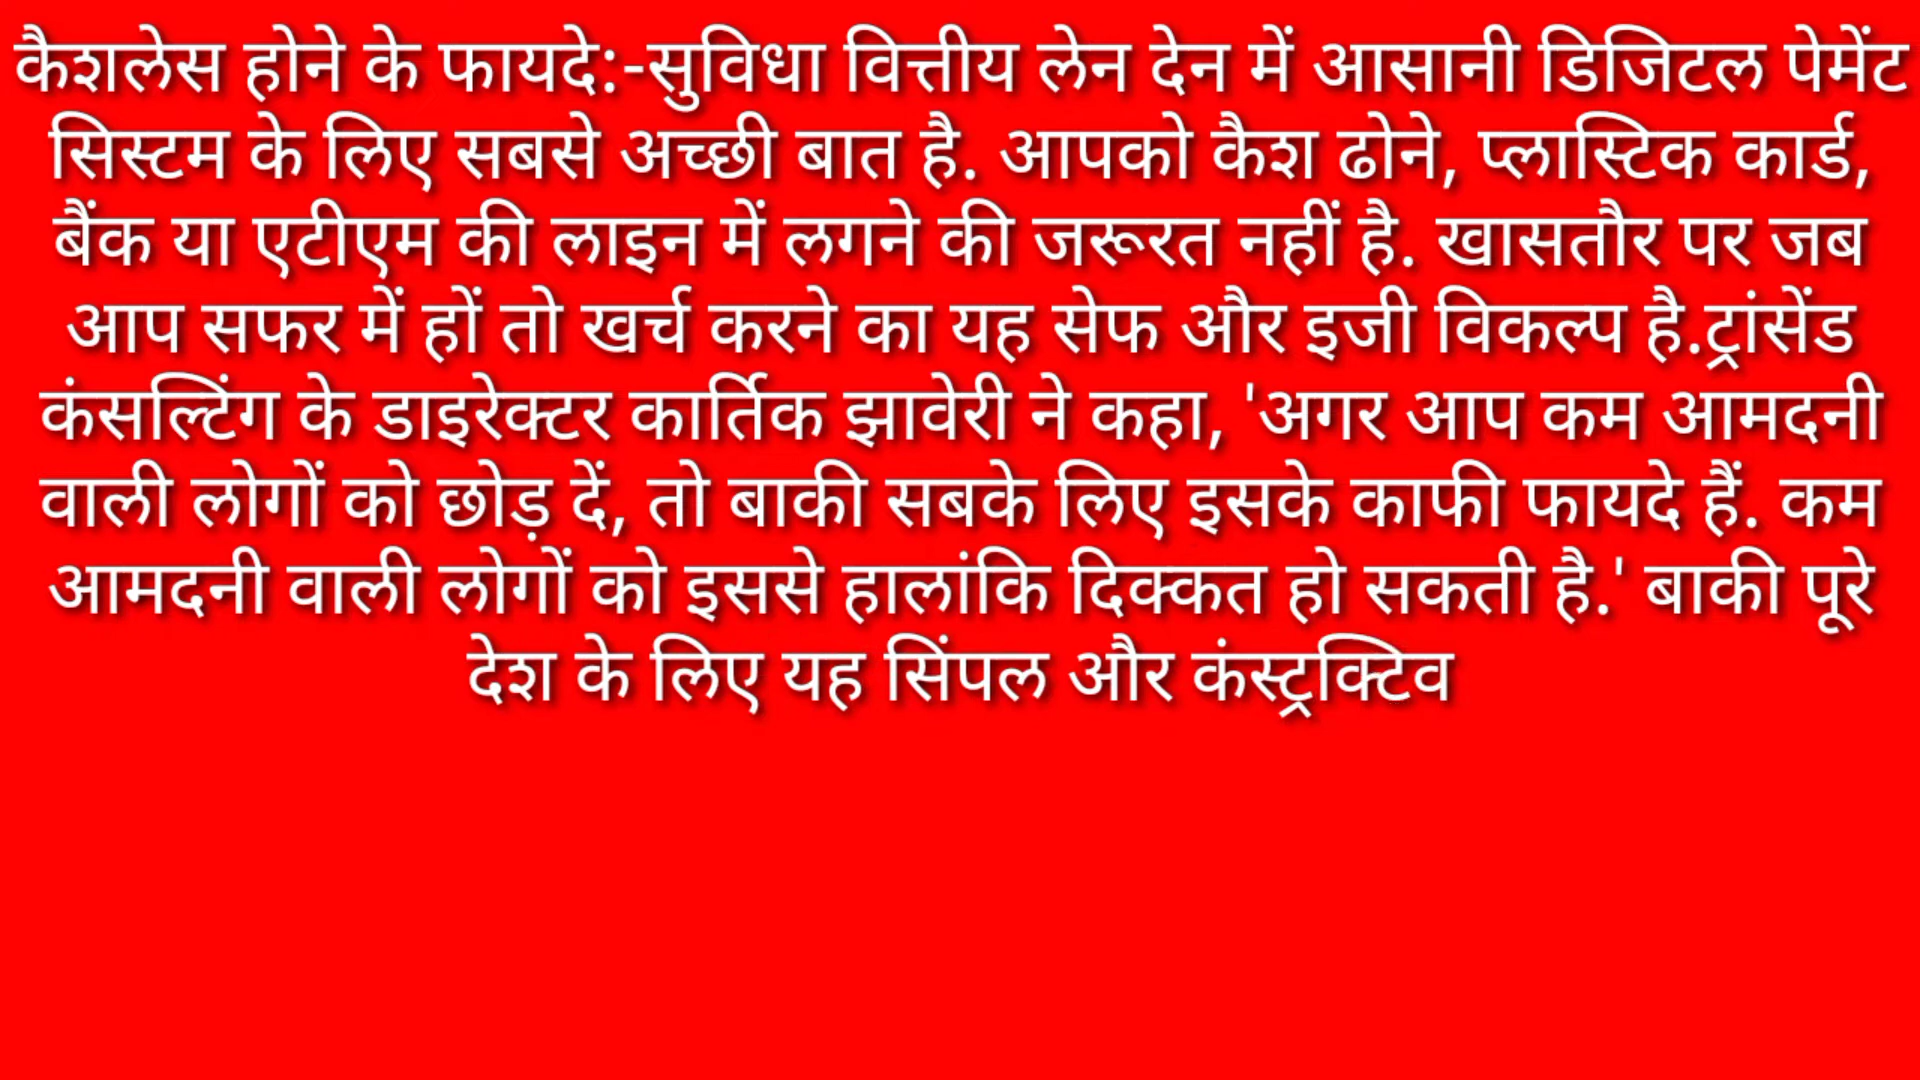 कैशलेस होने के फायदे:-सुविधा वित्तीय लेन देन में आसानी डिजिटल पेमेंट
सिस्टम के लिए सबसे अच्छी बात है. आपको कैश ढोने, प्लास्टिक कार्ड,
बैंक या एटीएम की लाइन में लगने की जरूरत नहीं है. खासतौर पर जब
आप सफर में हों तो खर्च करने का यह सेफ और इजी विकल्प है.ट्रांसेंड
कंसल्टिंग के डाइरेक्टर कार्तिक झावेरी ने कहा, 'अगर आप कम आमदनी
वाली लोगों को छोड़ दें, तो बाकी सबके लिए इसके काफी फायदे हैं. कम
आमदनी वाली लोगों को इससे हालांकि दिक्कत हो सकती है.' बाकी पूरे
देश के लिए यह सिंपल और कंस्ट्रक्टिव